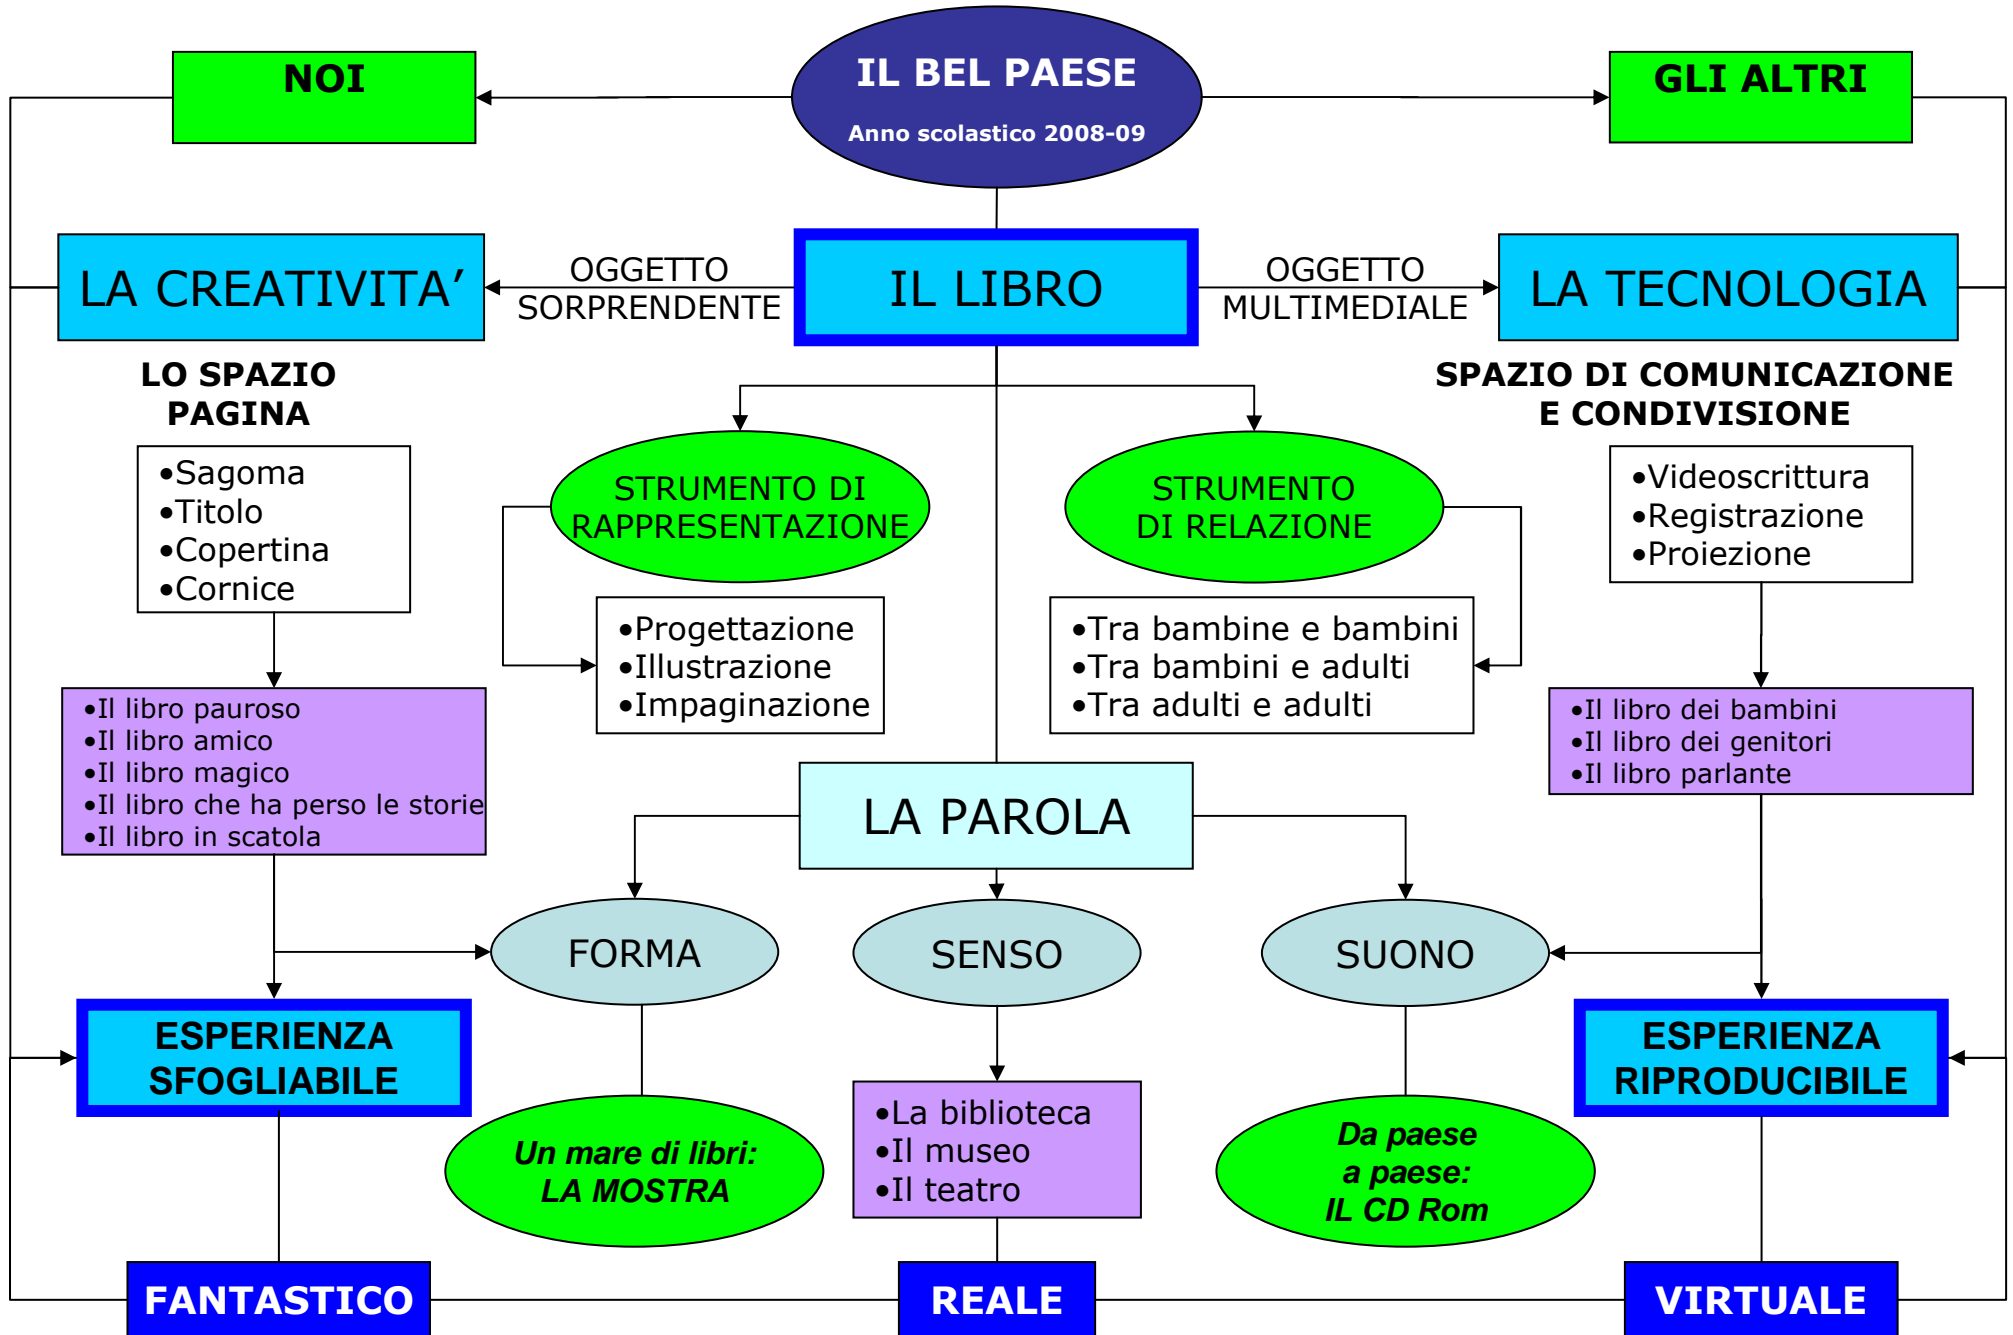 NOI
IL BEL PAESE
Anno scolastico 2008-09
GLI ALTRI
LA CREATIVITA’
OGGETTO
SORPRENDENTE
IL LIBRO
OGGETTO
MULTIMEDIALE
LA TECNOLOGIA
LO SPAZIO
PAGINA
SPAZIO DI COMUNICAZIONE
E CONDIVISIONE
•Sagoma
•Titolo
•Copertina
•Cornice
STRUMENTO DI
RAPPRESENTAZIONE
STRUMENTO
DI RELAZIONE
•Videoscrittura
•Registrazione
•Proiezione
•Progettazione
•Illustrazione
•Impaginazione
•Tra bambine e bambini
•Tra bambini e adulti
•Tra adulti e adulti
•Il libro pauroso
•Il libro amico
•Il libro magico
•Il libro che ha perso le storie
•Il libro in scatola
•Il libro dei bambini
•Il libro dei genitori
•Il libro parlante
LA PAROLA
FORMA
SENSO
SUONO
ESPERIENZA
SFOGLIABILE
ESPERIENZA
RIPRODUCIBILE
Un mare di libri:
LA MOSTRA
•La biblioteca
•Il museo
•Il teatro
Da paese
a paese:
IL CD Rom
FANTASTICO
REALE
VIRTUALE